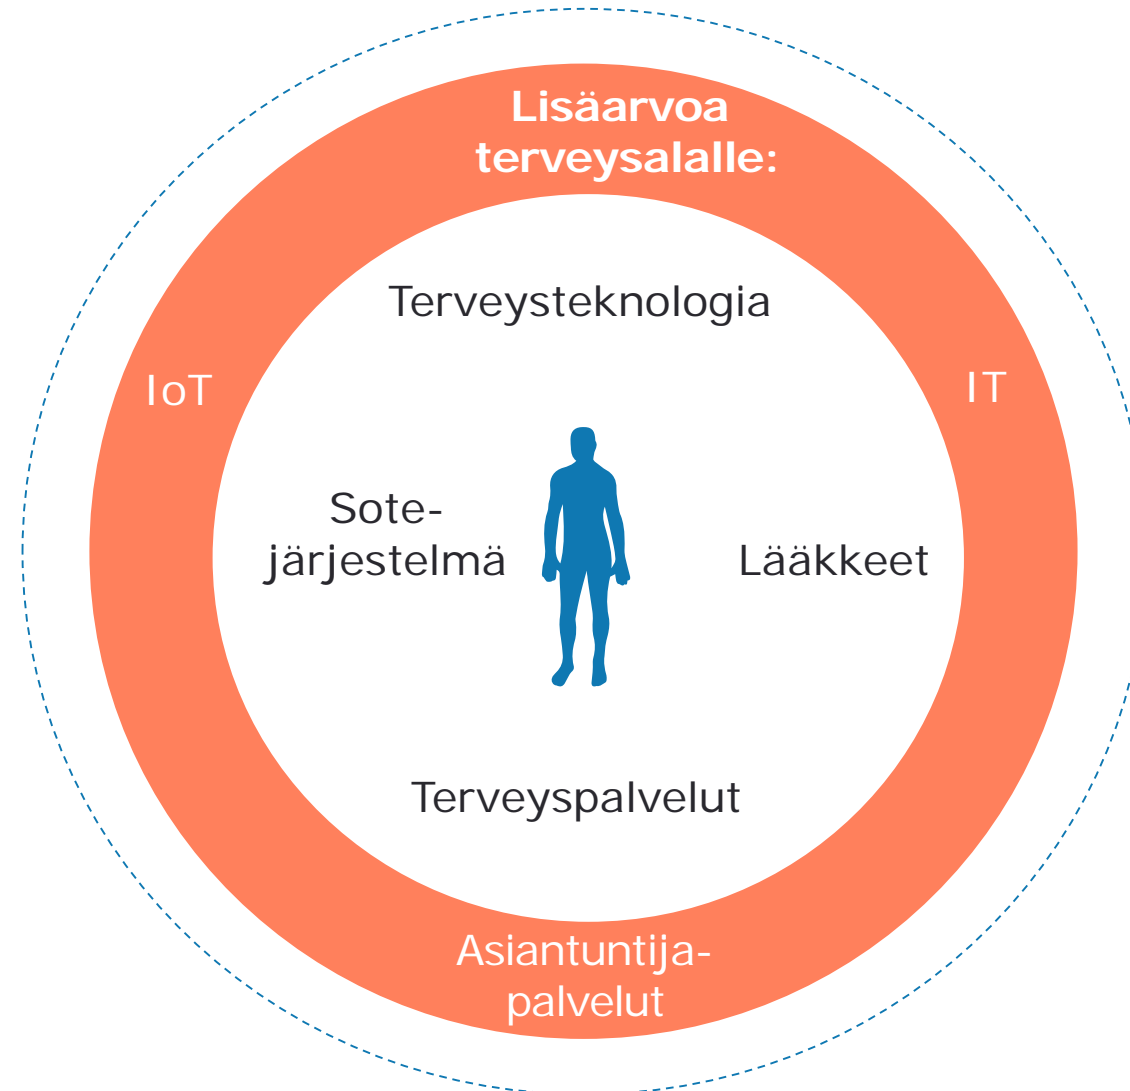 Lisäarvoa
terveysalalle:
Terveysteknologia
IoT
IT
Sote-
järjestelmä
Lääkkeet
Terveyspalvelut
Asiantuntija-
palvelut